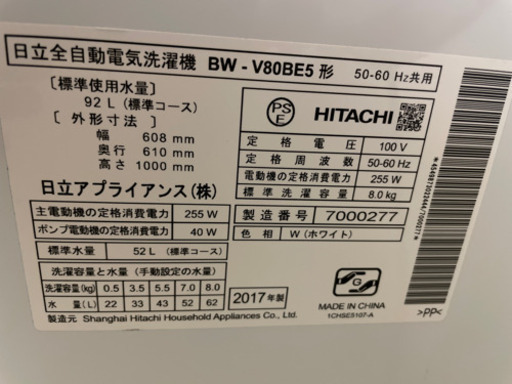 日立全自動電気洗濯機 BW - V80BE5 形 50-60 Hz共用
〔標準使用水量〕
92 L (標準コース)
〔外形寸法〕
幅 608 mm
奥行 610 mm
高さ 1000 mm
日立アプライアンス(株)
PS
E
HITACHI
定格電圧 100 V
定格周波数 50-60 Hz
電動機の定格消費電力 255 W
標準洗濯容量 8.0 kg
主電動機の定格消費電力 255 W
ポンプ電動機の定格消費電力 40 W
製造番号 7000277
色相 W (ホワイト)
標準水量 52 L (標準コース)
洗濯容量と水量 (手動設定の水量)
洗濯容量(kg) 0.5 3.5 5.5 7.0 8.0
水量(L) 22 33 43 52 62
2017年製
G
MADE IN CHINA
1CHSE5107-A
>PP<
製造元 Shanghai Hitachi Household Appliances Co., Ltd.